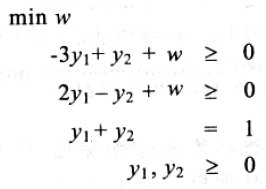 min w
-3y₁ + y₂ + w ≥ 0
2y₁ − y₂ + w ≥ 0
y₁ + y₂ = 1
y₁, y₂ ≥ 0